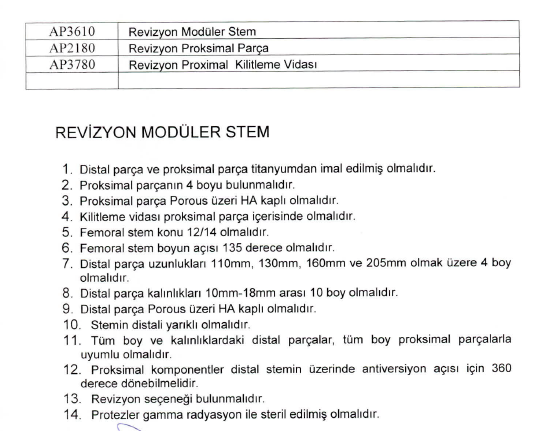 AP3610 Revizyon Modüler Stem
AP2180 Revizyon Proksimal Parça
AP3780 Revizyon Proximal Kilitleme Vidası
REVİZYON MODÜLER STEM
1. Distal parça ve proksimal parça titanyumdan imal edilmiş olmalıdır.
2. Proksimal parçanın 4 boyu bulunmalıdır.
3. Proksimal parça Porous üzeri HA kaplı olmalıdır.
4. Kilitleme vidası proksimal parça içerisinde olmalıdır.
5. Femoral stem konu 12/14 olmalıdır.
6. Femoral stem boyun açısı 135 derece olmalıdır.
7. Distal parça uzunlukları 110mm, 130mm, 160mm ve 205mm olmak üzere 4 boy
olmalıdır.
8. Distal parça kalınlıkları 10mm-18mm arası 10 boy olmalıdır.
9. Distal parça Porous üzeri HA kaplı olmalıdır.
10. Stemin distali yarıklı olmalıdır.
11. Tüm boy ve kalınlıklardaki distal parçalar, tüm boy proksimal parçalarla
uyumlu olmalıdır.
12. Proksimal komponentler distal stemin üzerinde antiversiyon açısı için 360
derece dönebilmelidir.
13. Revizyon seçeneği bulunmalıdır.
14. Protezler gamma radyasyon ile steril edilmiş olmalıdır.